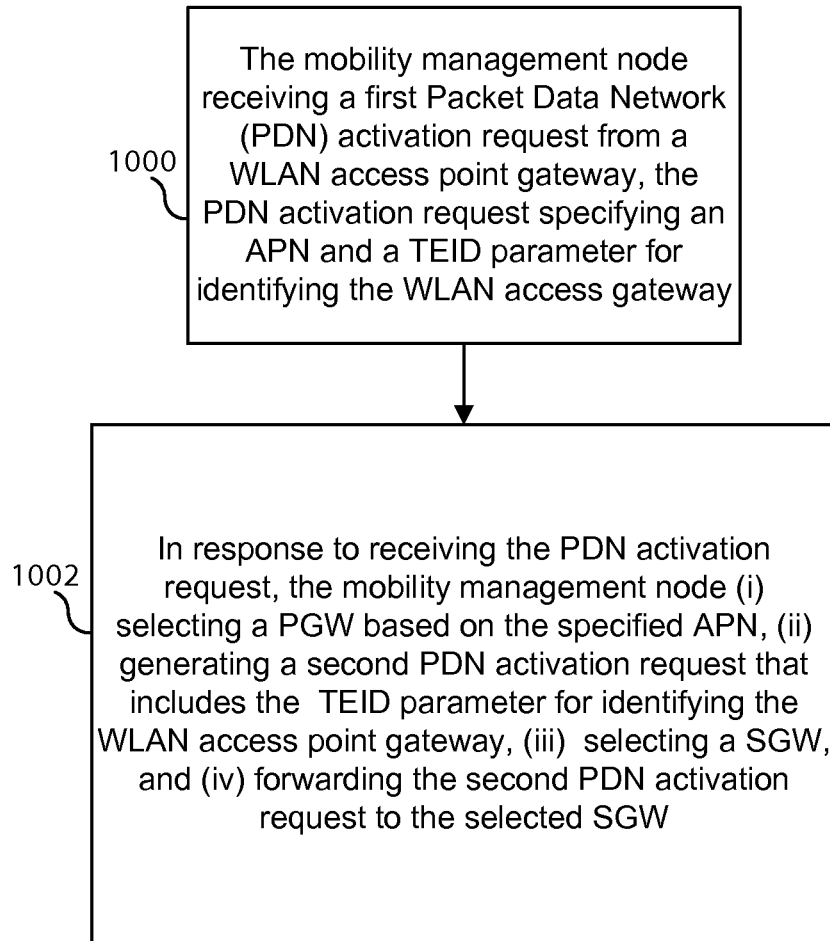 The mobility management node
receiving a first Packet Data Network
(PDN) activation request from a
WLAN access point gateway, the
PDN activation request specifying an
APN and a TEID parameter for
identifying the WLAN access gateway
1000
In response to receiving the PDN activation
request, the mobility management node (i)
selecting a PGW based on the specified APN, (ii)
generating a second PDN activation request that
includes the TEID parameter for identifying the
WLAN access point gateway, (iii) selecting a SGW,
and (iv) forwarding the second PDN activation
request to the selected SGW
1002